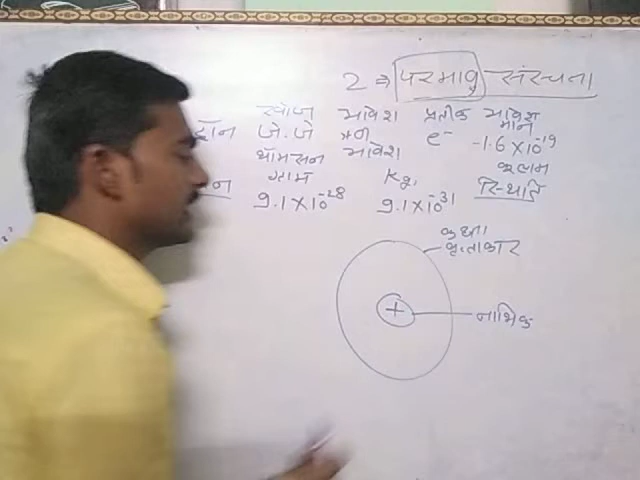 2 ⇒ परमाणु संरचना
ट्रॉन खोज आवेश प्रतीक आवेश मान
जे.जे थॉमसन ऋण आवेश e⁻ -1.6×10⁻¹⁹ कूलाम
न ग्राम Kg. स्थिति
9.1×10⁻²⁸ 9.1×10⁻³¹
कक्षा
वृत्ताकार
+ नाभिक